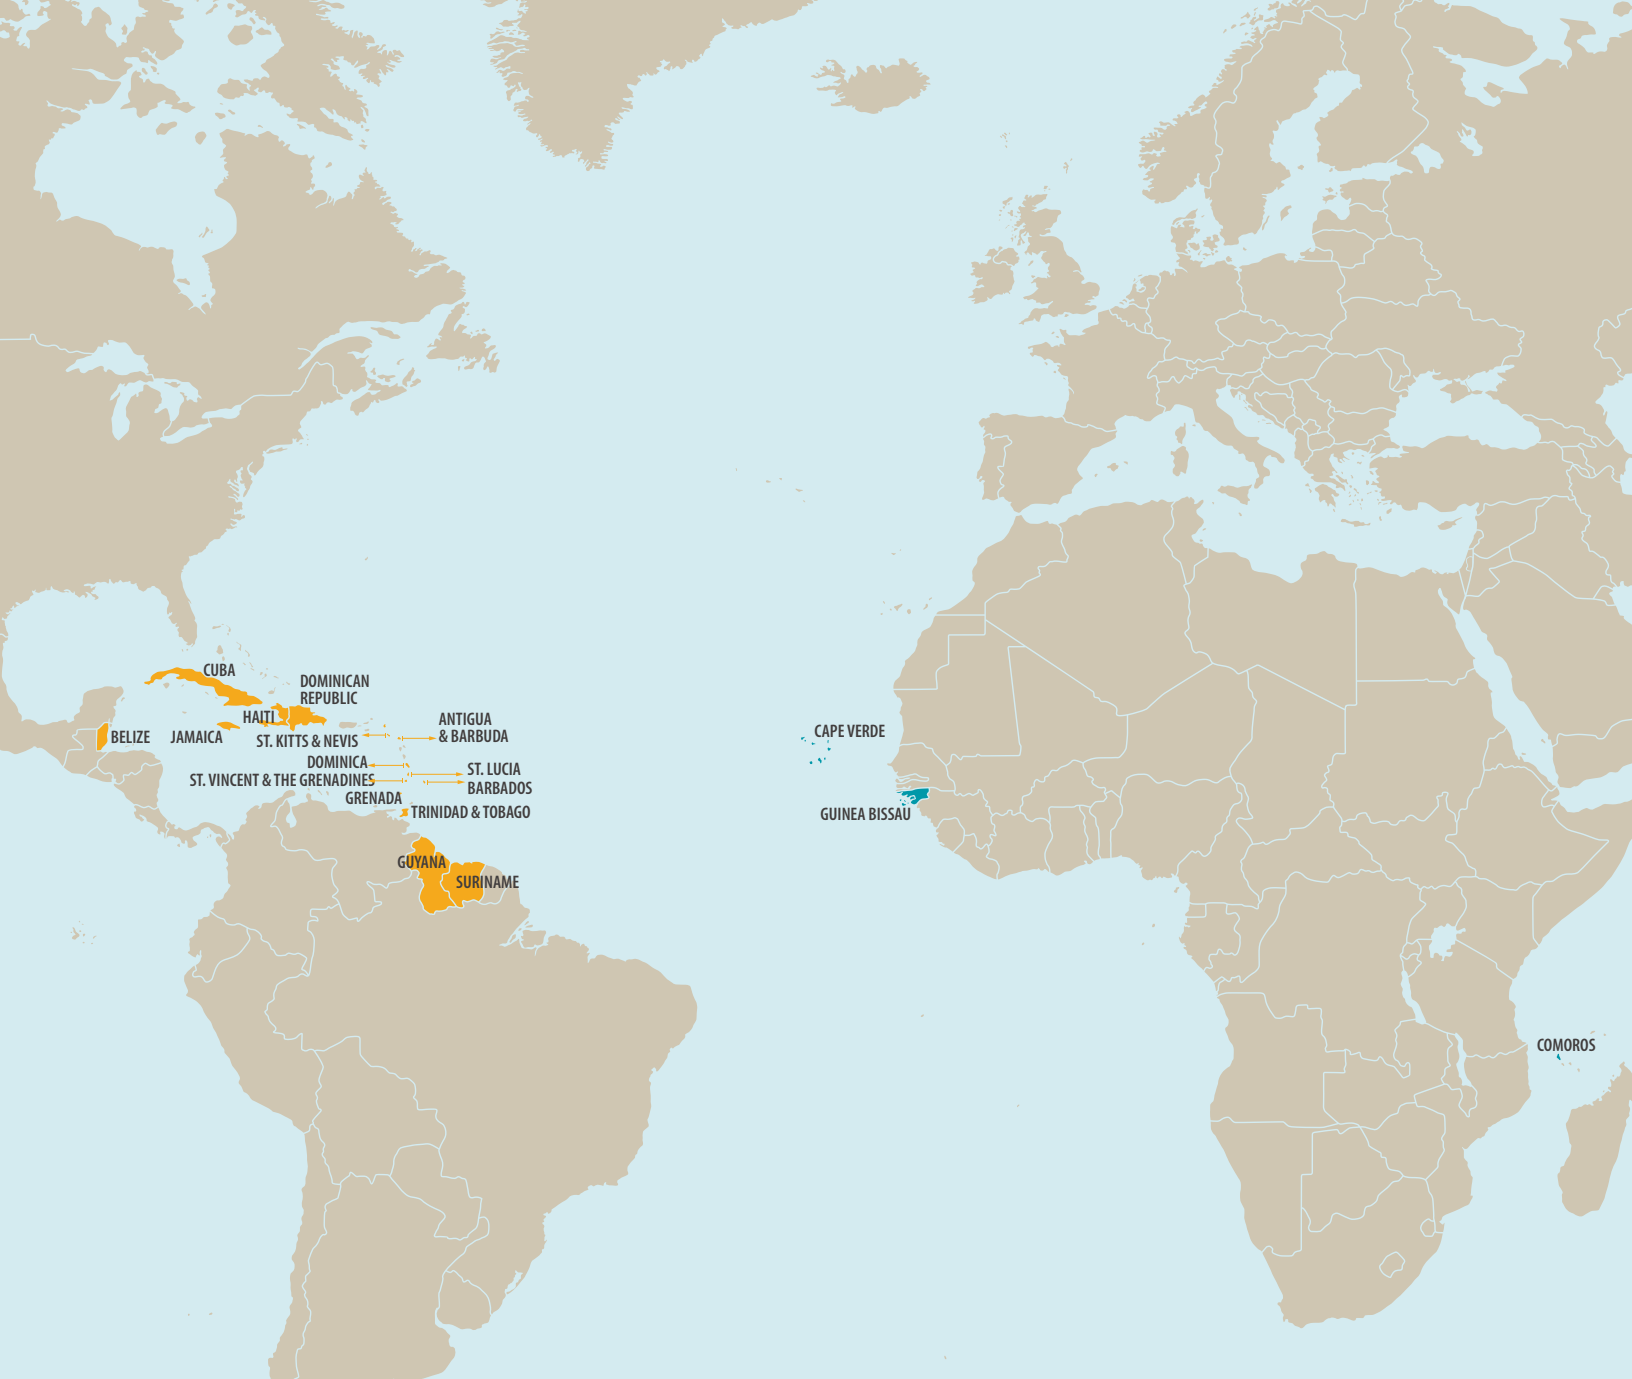 CUBA
DOMINICAN
REPUBLIC
HAITI
BELIZE
JAMAICA
ST. KITTS & NEVIS
ANTIGUA
& BARBUDA
DOMINICA
ST. LUCIA
ST. VINCENT & THE GRENADINES
BARBADOS
GRENADA
TRINIDAD & TOBAGO
GUYANA
SURINAME
CAPE VERDE
GUINEA BISSAU
COMOROS